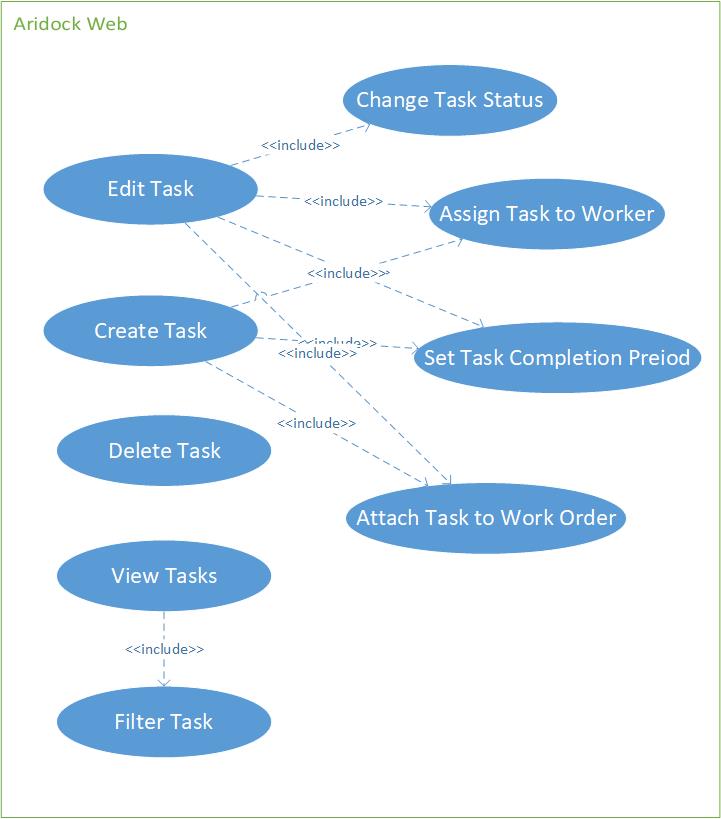 Aridock Web
Change Task Status
<<include>>
Edit Task
<<include>>
Assign Task to Worker
<<include>>
Create Task
<<include>>
<<include>>
Set Task Completion Preiod
<<include>>
Delete Task
Attach Task to Work Order
View Tasks
<<include>>
Filter Task